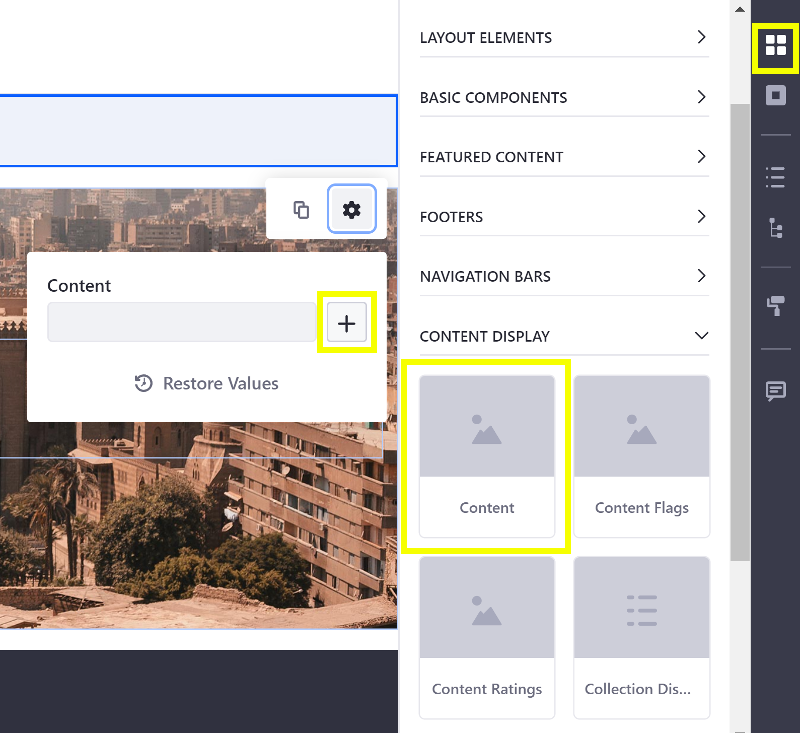 Content
Restore Values
LAYOUT ELEMENTS
BASIC COMPONENTS
FEATURED CONTENT
FOOTERS
NAVIGATION BARS
CONTENT DISPLAY
Content
Content Flags
Content Ratings
Collection Dis...